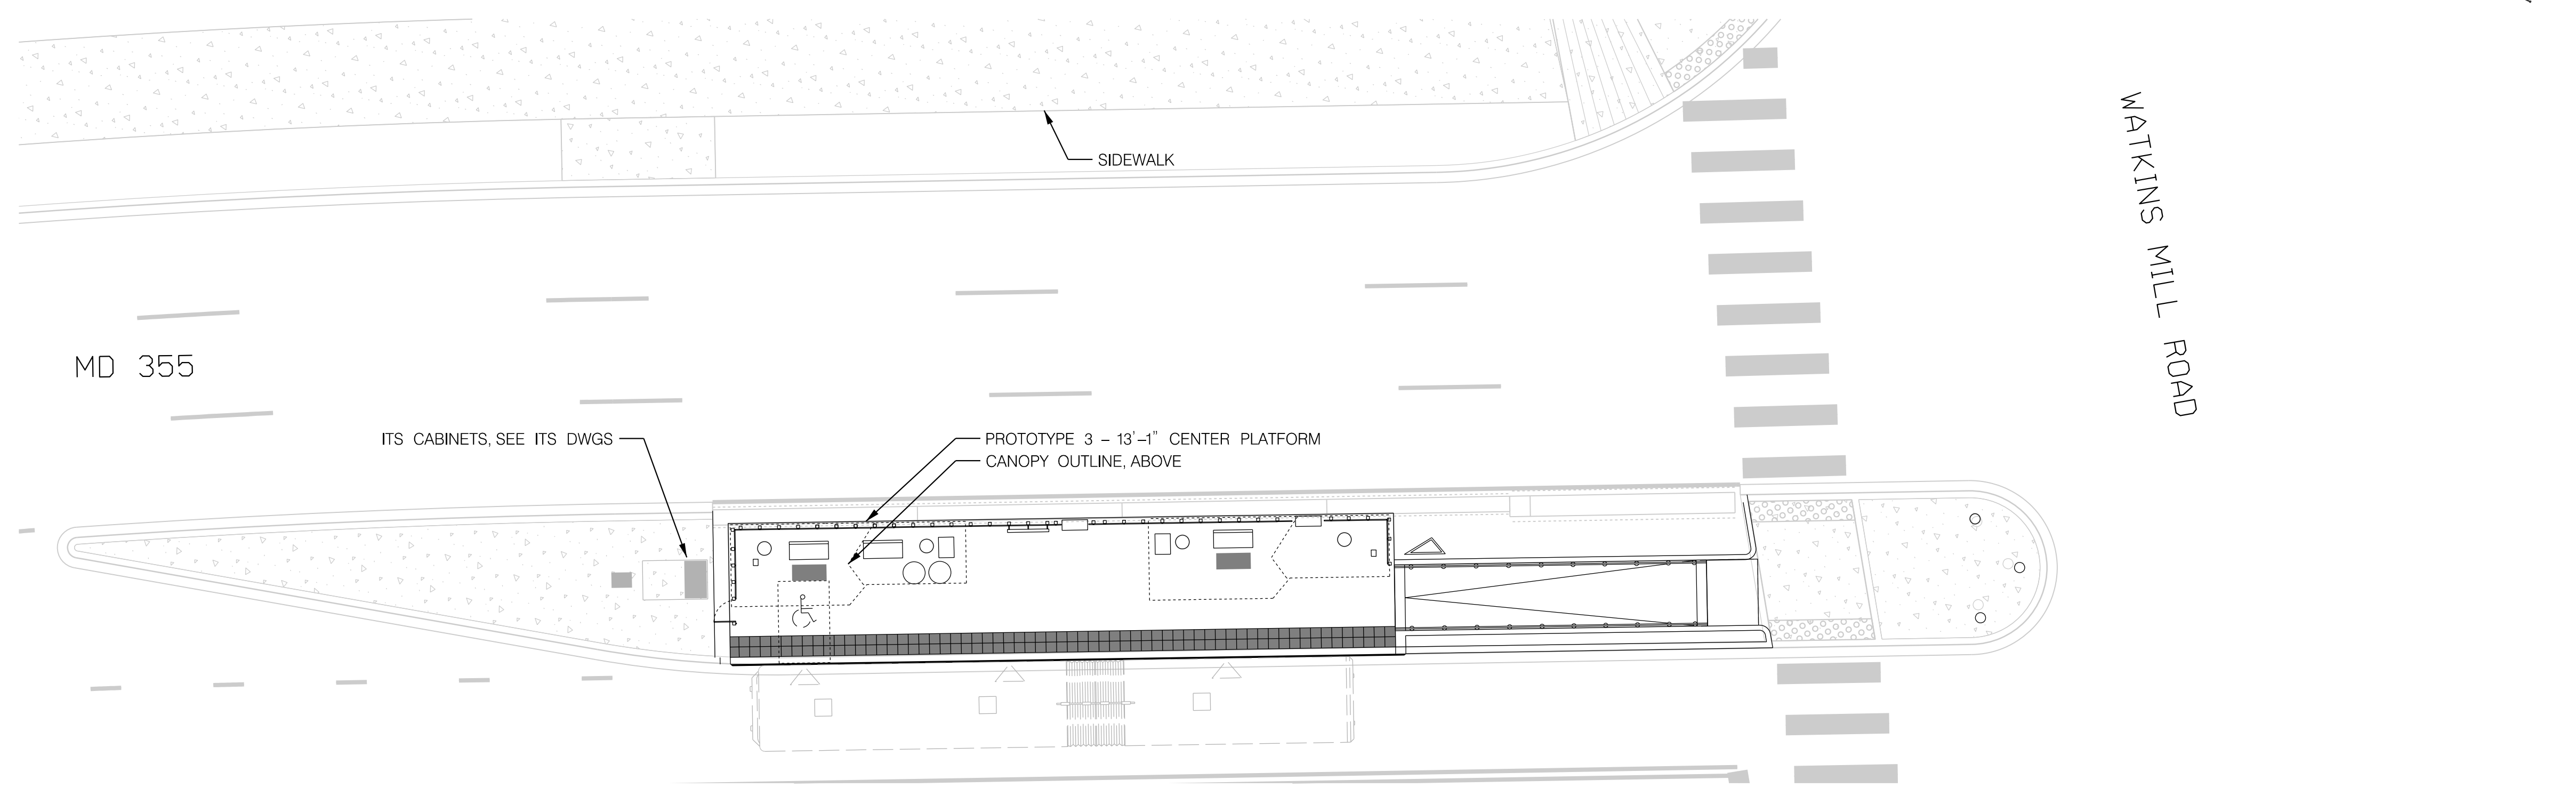 SIDEWALK
WATKINS MILL ROAD
MD 355
ITS CABINETS, SEE ITS DWGS
PROTOTYPE 3 – 13'–1" CENTER PLATFORM
CANOPY OUTLINE, ABOVE